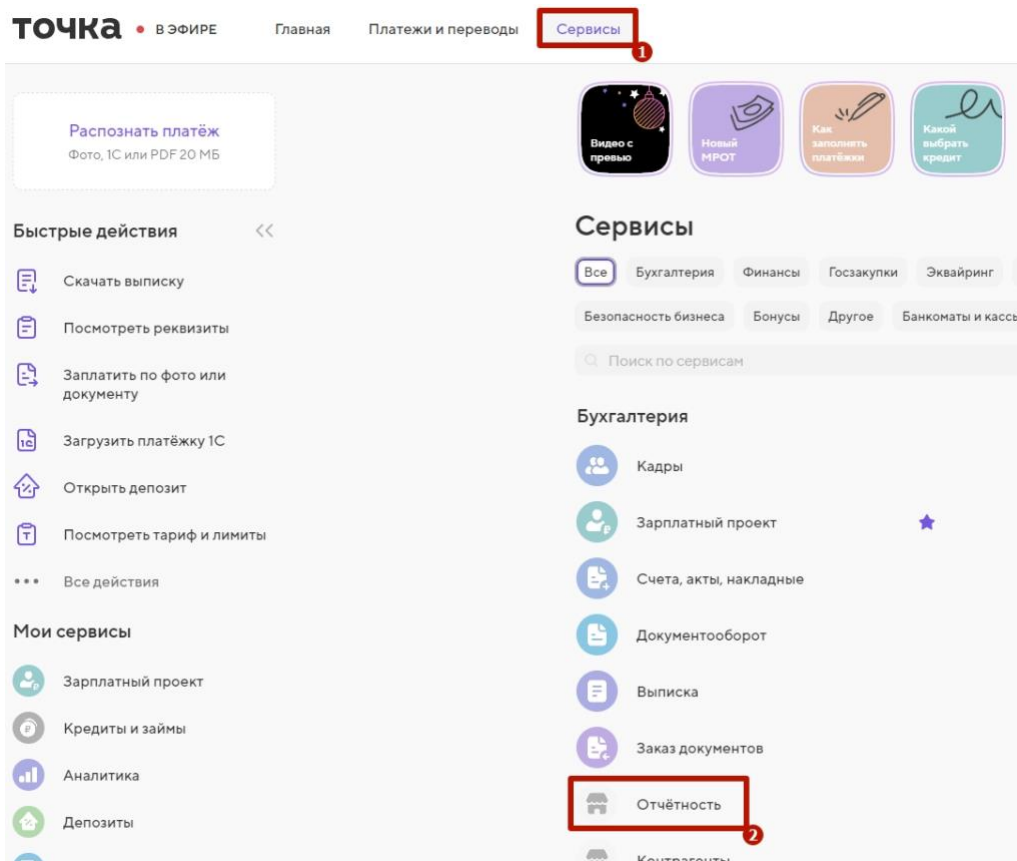 точка • В ЭФИРЕ Главная Платежи и переводы Сервисы
1
Распознать платёж
Фото, 1С или PDF 20 МБ
Видео с
превью
Новый
МРОТ
Как
заполнять
платёжки
Какой
выбрать
кредит
Быстрые действия
Скачать выписку
Посмотреть реквизиты
Заплатить по фото или
документу
Загрузить платёжку 1С
Открыть депозит
Посмотреть тариф и лимиты
Все действия
Мои сервисы
Зарплатный проект
Кредиты и займы
Аналитика
Депозиты
Сервисы
Все Бухгалтерия Финансы Госзакупки Эквайринг
Безопасность бизнеса Бонусы Другое Банкоматы и кассы
Поиск по сервисам
Бухгалтерия
Кадры
Зарплатный проект
Счета, акты, накладные
Документооборот
Выписка
Заказ документов
Отчётность
2
Контрагенты